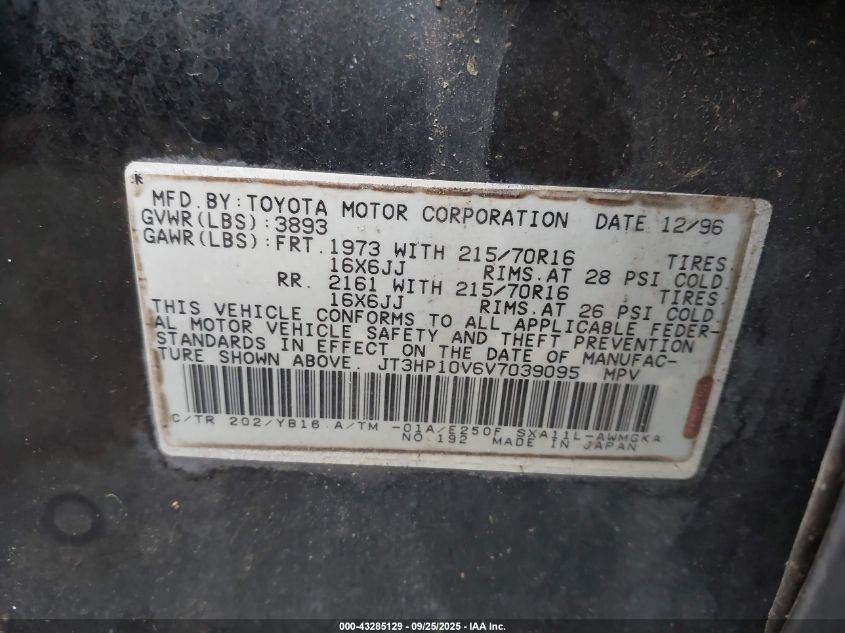 MFD.BY:TOYOTA MOTOR CORPORATION DATE 12/96
GVWR(LBS):3893
GAWR(LBS):FRT.1973 WITH 215/70R16 TIRES
16X6JJ RIMS.AT 28 PSI COLD
RR. 2161 WITH 215/70R16 TIRES.
16X6JJ RIMS.AT 26 PSI COLD.
THIS VEHICLE CONFORMS TO ALL APPLICABLE FEDER-
AL MOTOR VEHICLE SAFETY AND THEFT PREVENTION
STANDARDS IN EFFECT ON THE DATE OF MANUFAC-
TURE SHOWN ABOVE. JT3HP10V6V7039095 MPV
C/TR 202/YB16 A/TM -01A/E250F SXA11L-AWMGKA
NO.192 MADE IN JAPAN
000-43285129 - 09/25/2025 - IAA Inc.